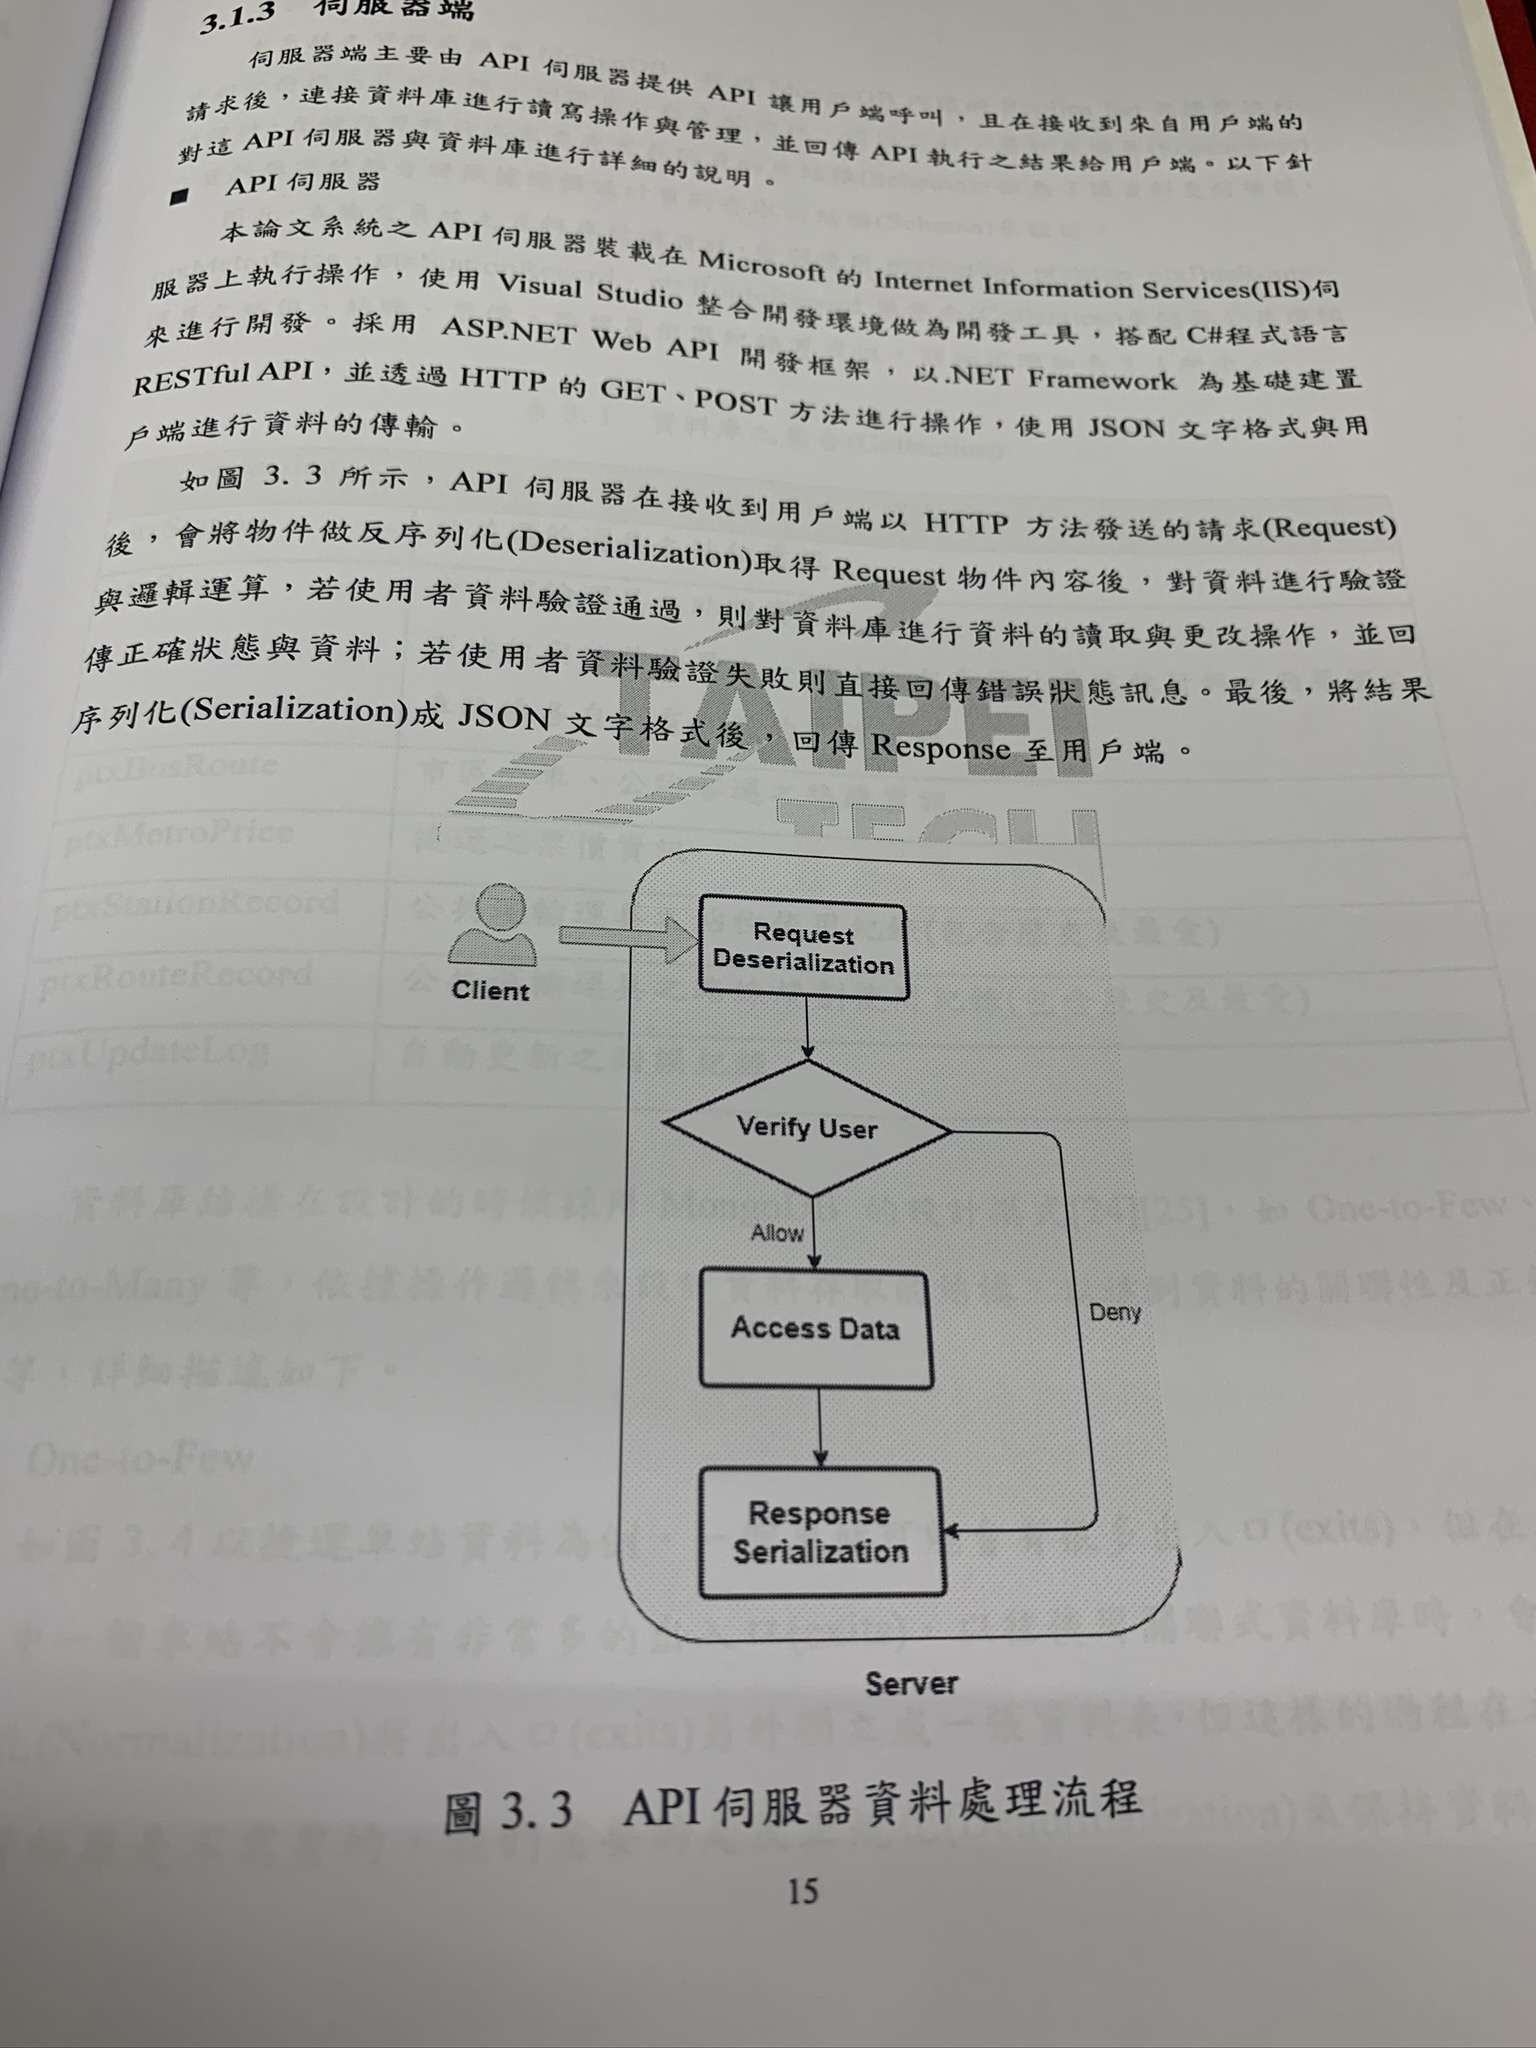 3.1.3 伺服器端
伺服器端主要由 API 伺服器提供 API 讓用戶端呼叫，且在接收到來自用戶端的
請求後，連接資料庫進行讀寫操作與管理，並回傳 API 執行之結果給用戶端。以下針
對這 API 伺服器與資料庫進行詳細的說明。
■ API 伺服器
本論文系統之 API 伺服器裝載在 Microsoft 的 Internet Information Services(IIS)伺
服器上執行操作，使用 Visual Studio 整合開發環境做為開發工具，搭配 C#程式語言
來進行開發。採用 ASP.NET Web API 開發框架，以.NET Framework 為基礎建置
RESTful API，並透過 HTTP 的 GET、POST 方法進行操作，使用 JSON 文字格式與用
戶端進行資料的傳輸。
如圖 3.3 所示，API 伺服器在接收到用戶端以 HTTP 方法發送的請求(Request)
後，會將物件做反序列化(Deserialization)取得 Request 物件內容後，對資料進行驗證
與邏輯運算，若使用者資料驗證通過，則對資料庫進行資料的讀取與更改操作，並回
傳正確狀態與資料；若使用者資料驗證失敗則直接回傳錯誤狀態訊息。最後，將結果
序列化(Serialization)成 JSON 文字格式後，回傳 Response 至用戶端。
TAIPEI
TECH
Client
Request
Deserialization
Verify User
Allow
Access Data
Deny
Response
Serialization
Server
圖 3.3 API 伺服器資料處理流程
15
ptxBusRoute
ptxMetroPrice
ptxStationRecord
ptxRouteRecord
ptxUpdateLog
One-to-Few